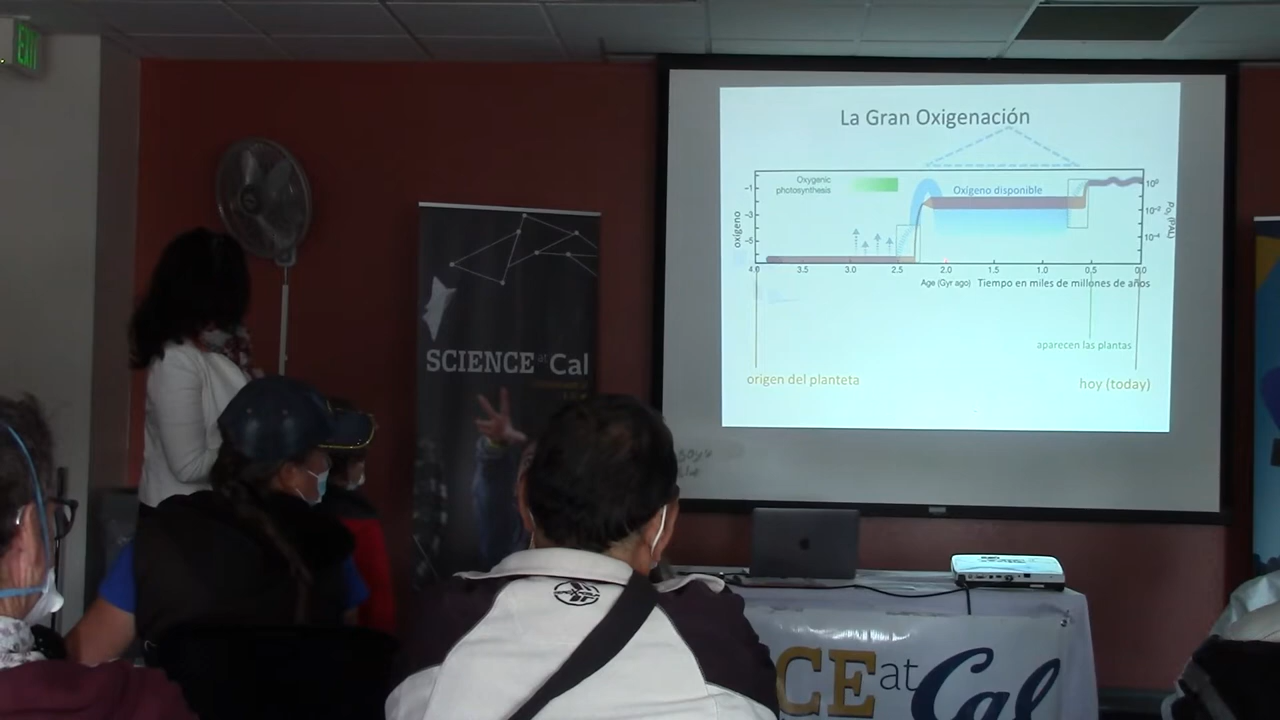 EXIT
La Gran Oxigenación
Oxygenic
photosynthesis
Oxígeno disponible
oxígeno
-1
-3
-5
10⁰
10⁻²
10⁻⁴
4.0 3.5 3.0 2.5 2.0 1.5 1.0 0.5 0.0
Age (Gyr ago) Tiempo en miles de millones de años
aparecen las plantas
origen del planteta
hoy (today)
SCIENCE at Cal
CE at Cal